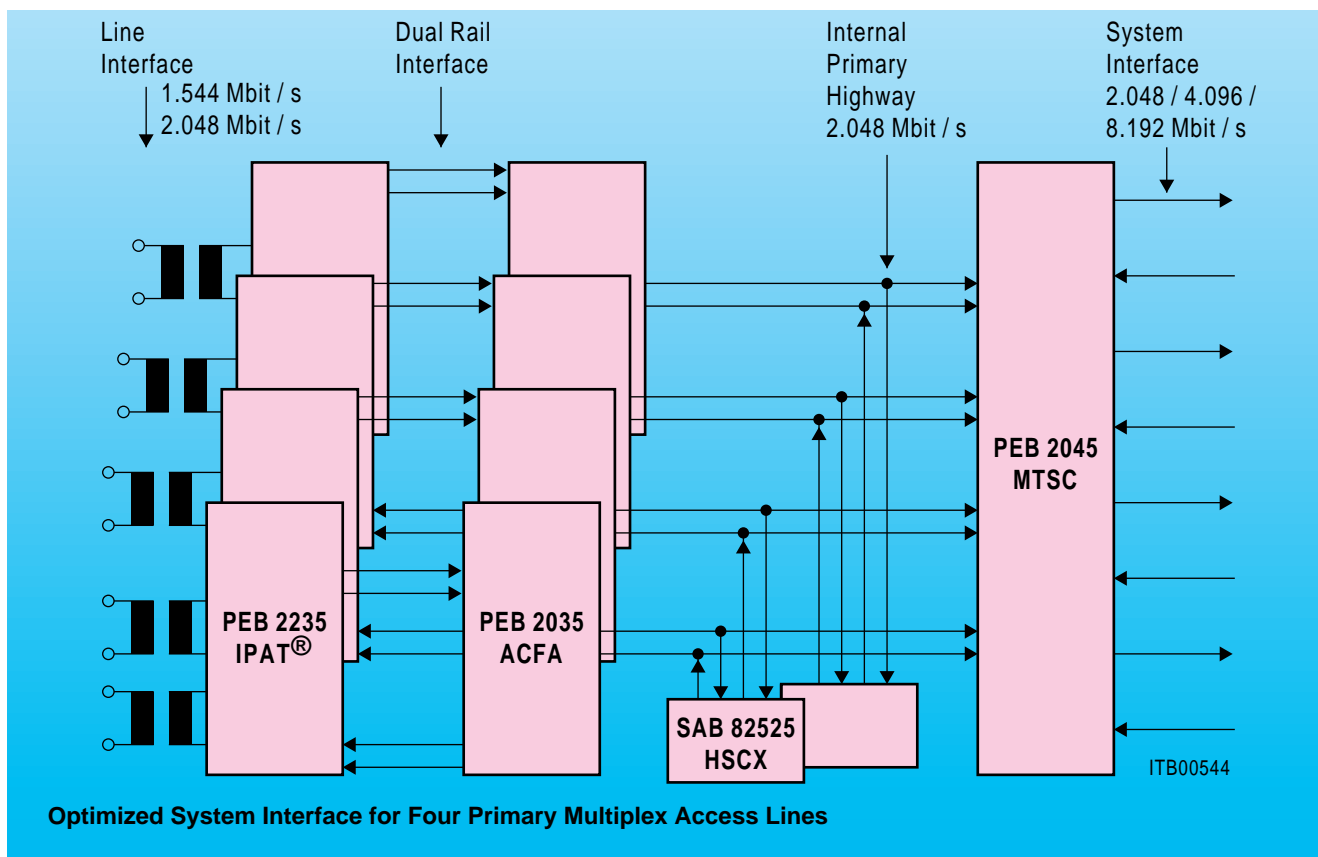 Line
Interface
1.544 Mbit / s
2.048 Mbit / s
Dual Rail
Interface
Internal
Primary
Highway
2.048 Mbit / s
System
Interface
2.048 / 4.096 /
8.192 Mbit / s
PEB 2235
IPAT®
PEB 2035
ACFA
SAB 82525
HSCX
PEB 2045
MTSC
ITB00544
Optimized System Interface for Four Primary Multiplex Access Lines